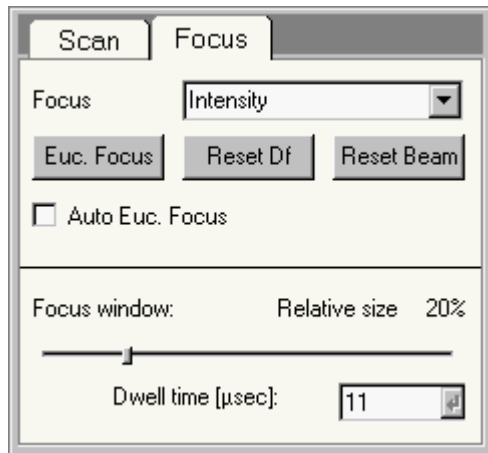 Scan Focus
Focus Intensity
Euc. Focus Reset Df Reset Beam
Auto Euc. Focus
Focus window: Relative size 20%
Dwell time [μsec]: 11